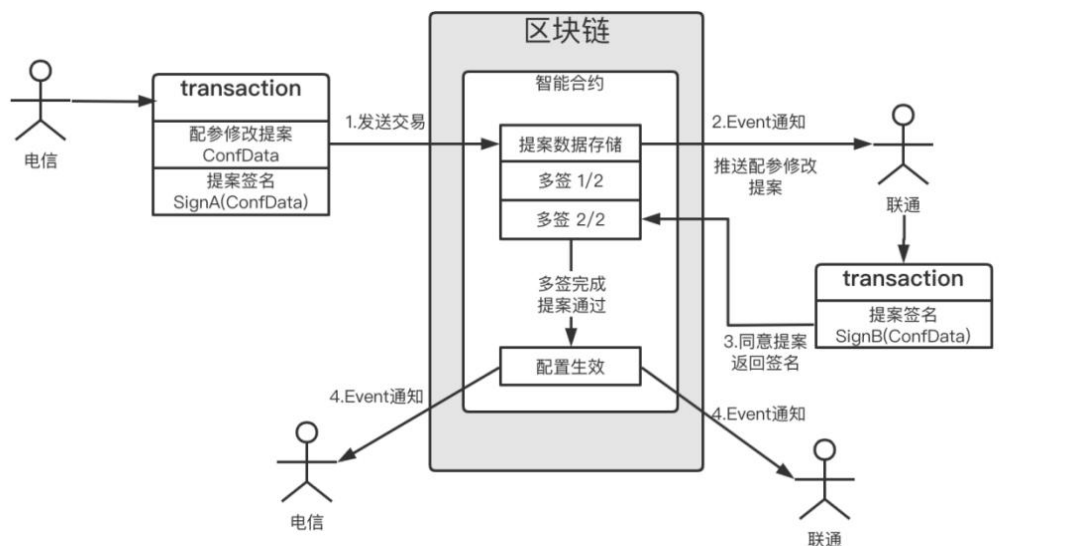 区块链
智能合约
电信
transaction
配参修改提案
ConfData
提案签名
SignA(ConfData)
1.发送交易
提案数据存储
多签 1/2
多签 2/2
2.Event通知
推送配参修改
提案
联通
transaction
提案签名
SignB(ConfData)
3.同意提案
返回签名
多签完成
提案通过
配置生效
4.Event通知
4.Event通知
电信
联通